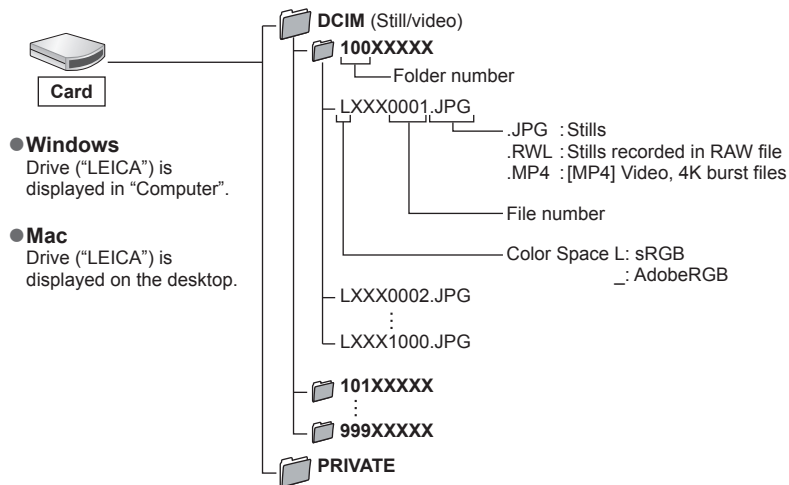 DCIM (Still/video)
100XXXXX
Folder number
Card
LXXX0001.JPG
.JPG : Stills
.RWL : Stills recorded in RAW file
.MP4 : [MP4] Video, 4K burst files
File number
Color Space L: sRGB
_: AdobeRGB
●Windows
Drive (“LEICA”) is
displayed in “Computer”.
●Mac
Drive (“LEICA”) is
displayed on the desktop.
LXXX0002.JPG
LXXX1000.JPG
101XXXXX
999XXXXX
PRIVATE